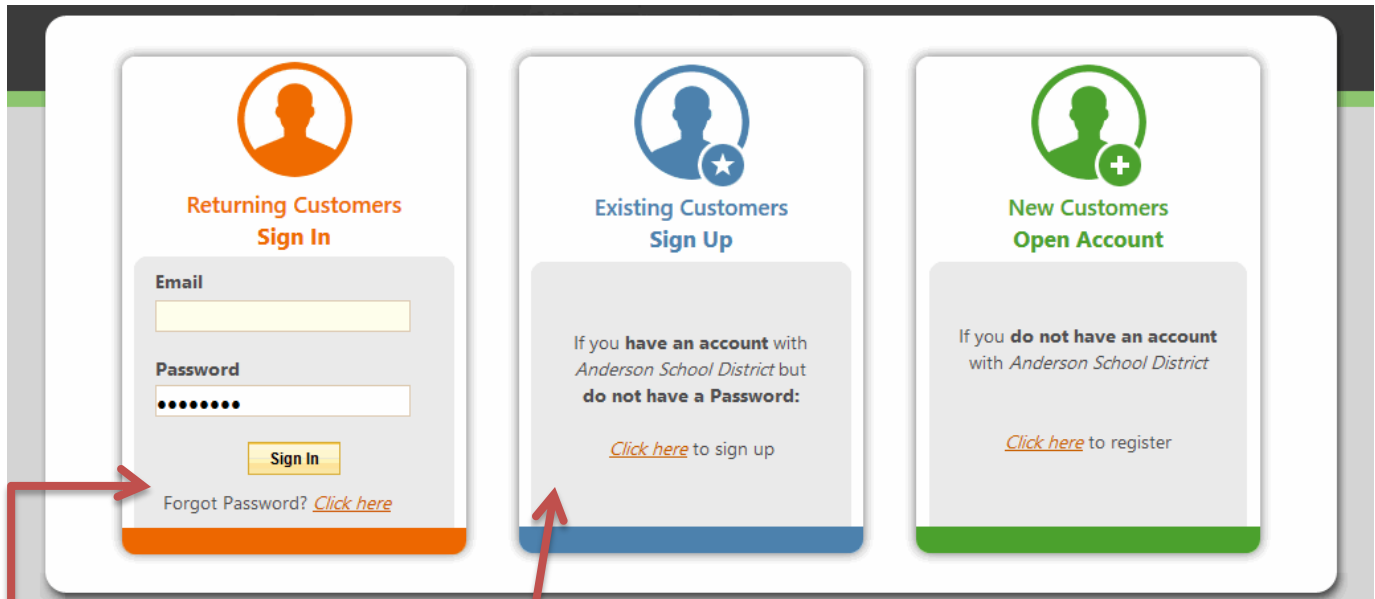 Returning Customers
Sign In
Email
Password
Sign In
Forgot Password? Click here
Existing Customers
Sign Up
If you have an account with
Anderson School District but
do not have a Password:
Click here to sign up
New Customers
Open Account
If you do not have an account
with Anderson School District
Click here to register